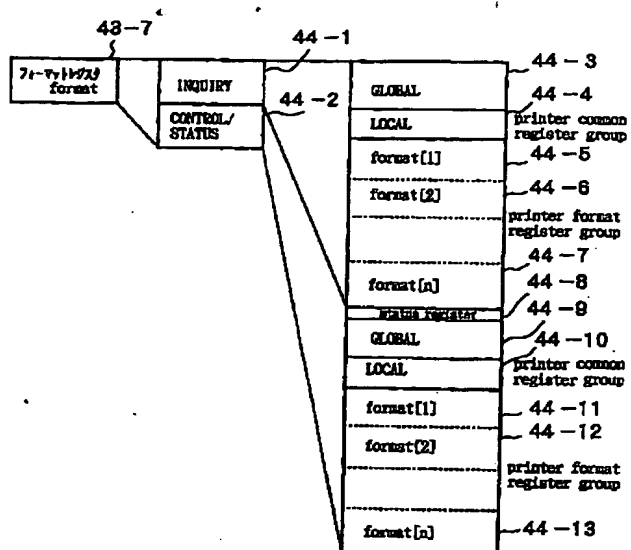 43-7
44-1
44-3
フォーマットレジスタ
format
INQUIRY
44-2
CONTROL/
STATUS
GLOBAL
44-4
LOCAL
printer common
register group
44-5
format[1]
44-6
format[2]
printer format
register group
44-7
format[n]
44-8
status register
44-9
GLOBAL
44-10
LOCAL
printer common
register group
format[1]
44-11
44-12
format[2]
printer format
register group
format[n]
44-13